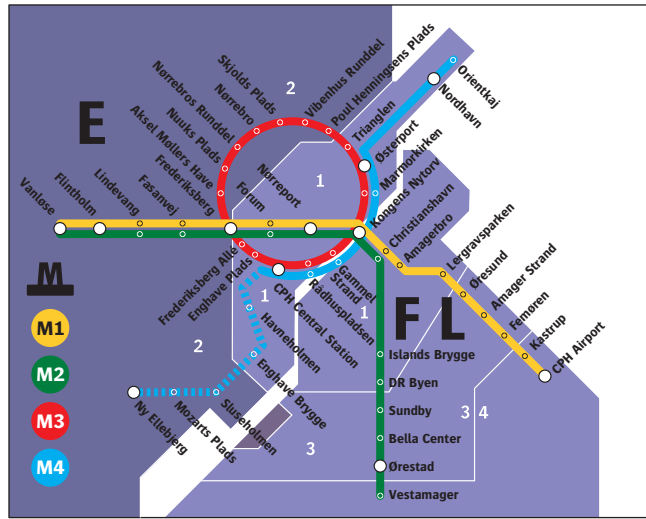 E
2
Vanløse
Flintholm
Lindevang
Fasanvej
Frederiksberg
Aksel Møllers Have
Nuuks Plads
Nørrebros Runddel
Nørrebro
Skjolds Plads
Vibenhus Runddel
Poul Henningsens Plads
Trianglen
Østerport
Nordhavn
Orientkaj
Marmorkirken
Kongens Nytorv
Forum
Nørreport
1
Christianshavn
Amagerbro
Lergravsparken
Øresund
Amager Strand
Femøren
Kastrup
CPH Airport
Frederiksberg Allé
Enghave Plads
CPH Central Station
Rådhuspladsen
Gammel
Strand
1
1
F L
Havneholmen
Enghave Brygge
Sluseholmen
Mozarts Plads
Ny Ellebjerg
2
Islands Brygge
DR Byen
Sundby
Bella Center
Ørestad
Vestamager
3 4
3
M
M1
M2
M3
M4